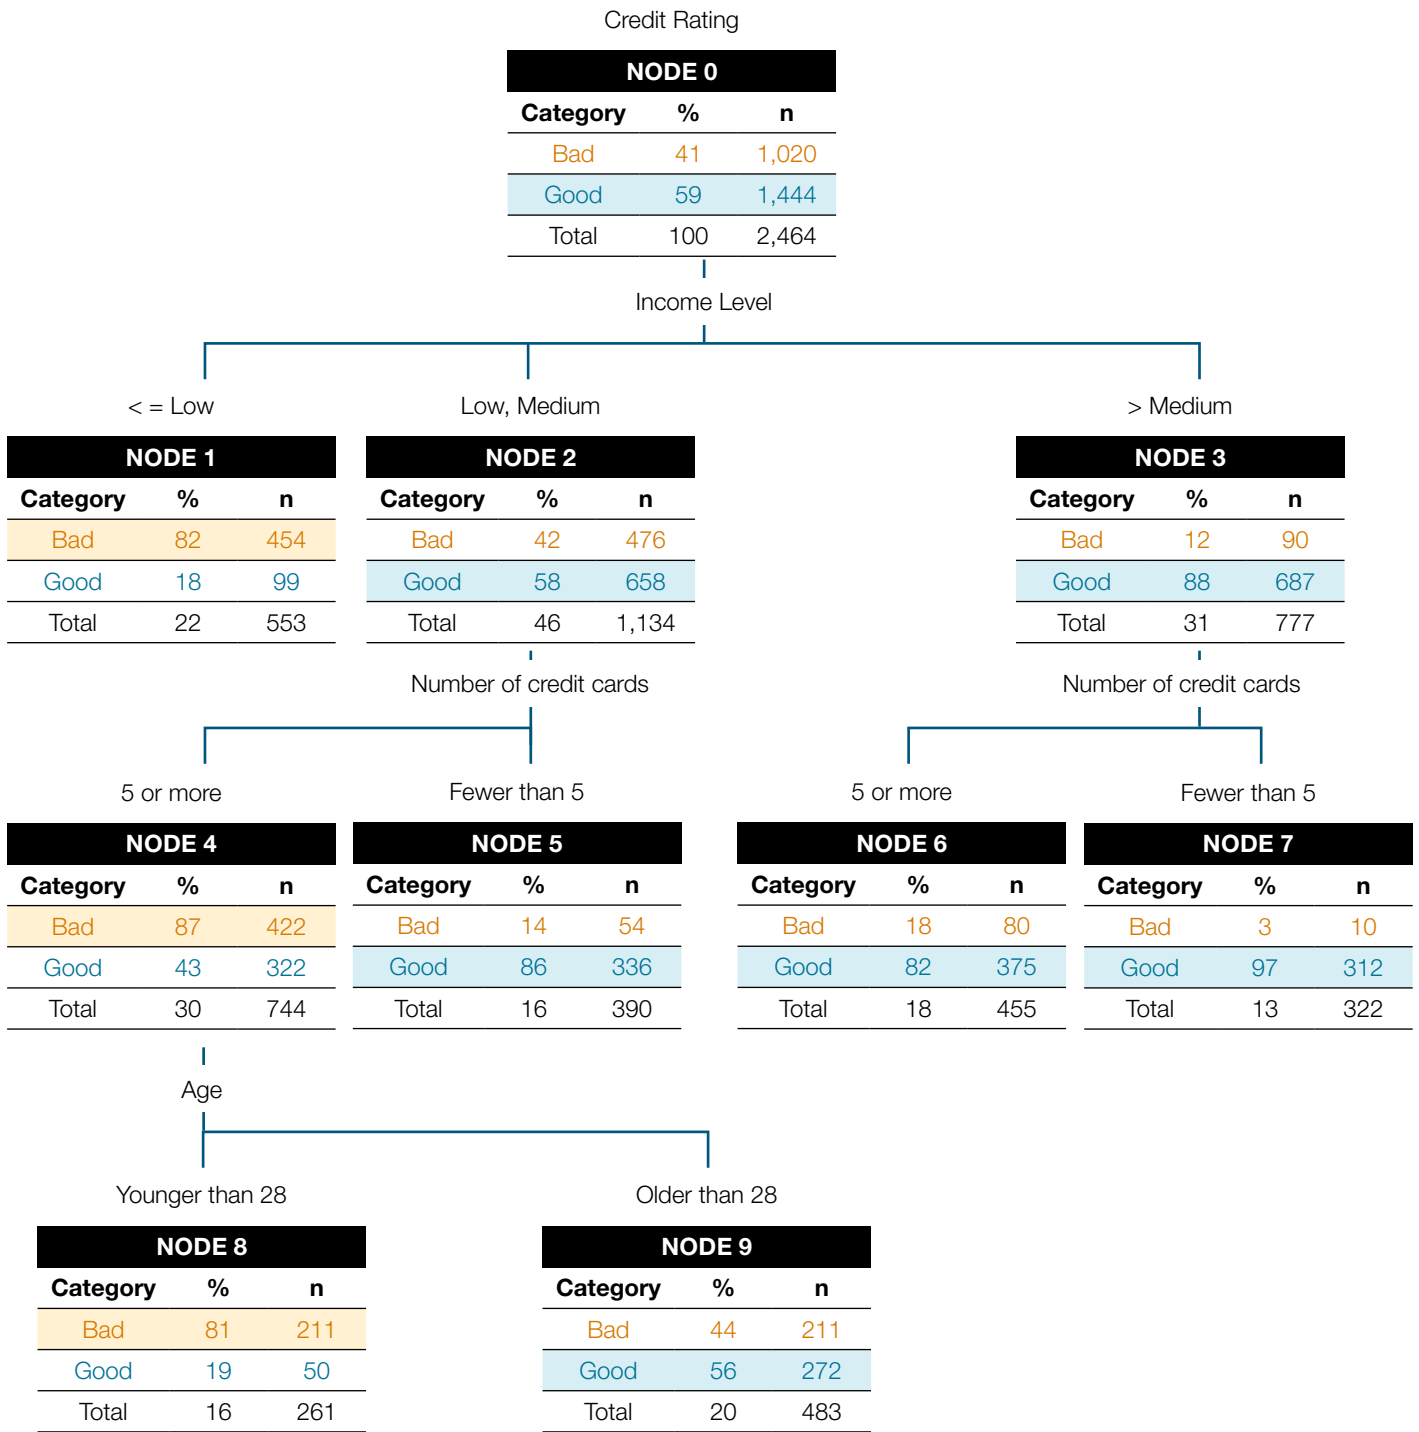 Credit Rating
NODE 0
Category % n
Bad 41 1,020
Good 59 1,444
Total 100 2,464
Income Level
< = Low
NODE 1
Category % n
Bad 82 454
Good 18 99
Total 22 553
Low, Medium
NODE 2
Category % n
Bad 42 476
Good 58 658
Total 46 1,134
> Medium
NODE 3
Category % n
Bad 12 90
Good 88 687
Total 31 777
Number of credit cards
Number of credit cards
5 or more
NODE 4
Category % n
Bad 87 422
Good 43 322
Total 30 744
Fewer than 5
NODE 5
Category % n
Bad 14 54
Good 86 336
Total 16 390
5 or more
NODE 6
Category % n
Bad 18 80
Good 82 375
Total 18 455
Fewer than 5
NODE 7
Category % n
Bad 3 10
Good 97 312
Total 13 322
Age
Younger than 28
NODE 8
Category % n
Bad 81 211
Good 19 50
Total 16 261
Older than 28
NODE 9
Category % n
Bad 44 211
Good 56 272
Total 20 483